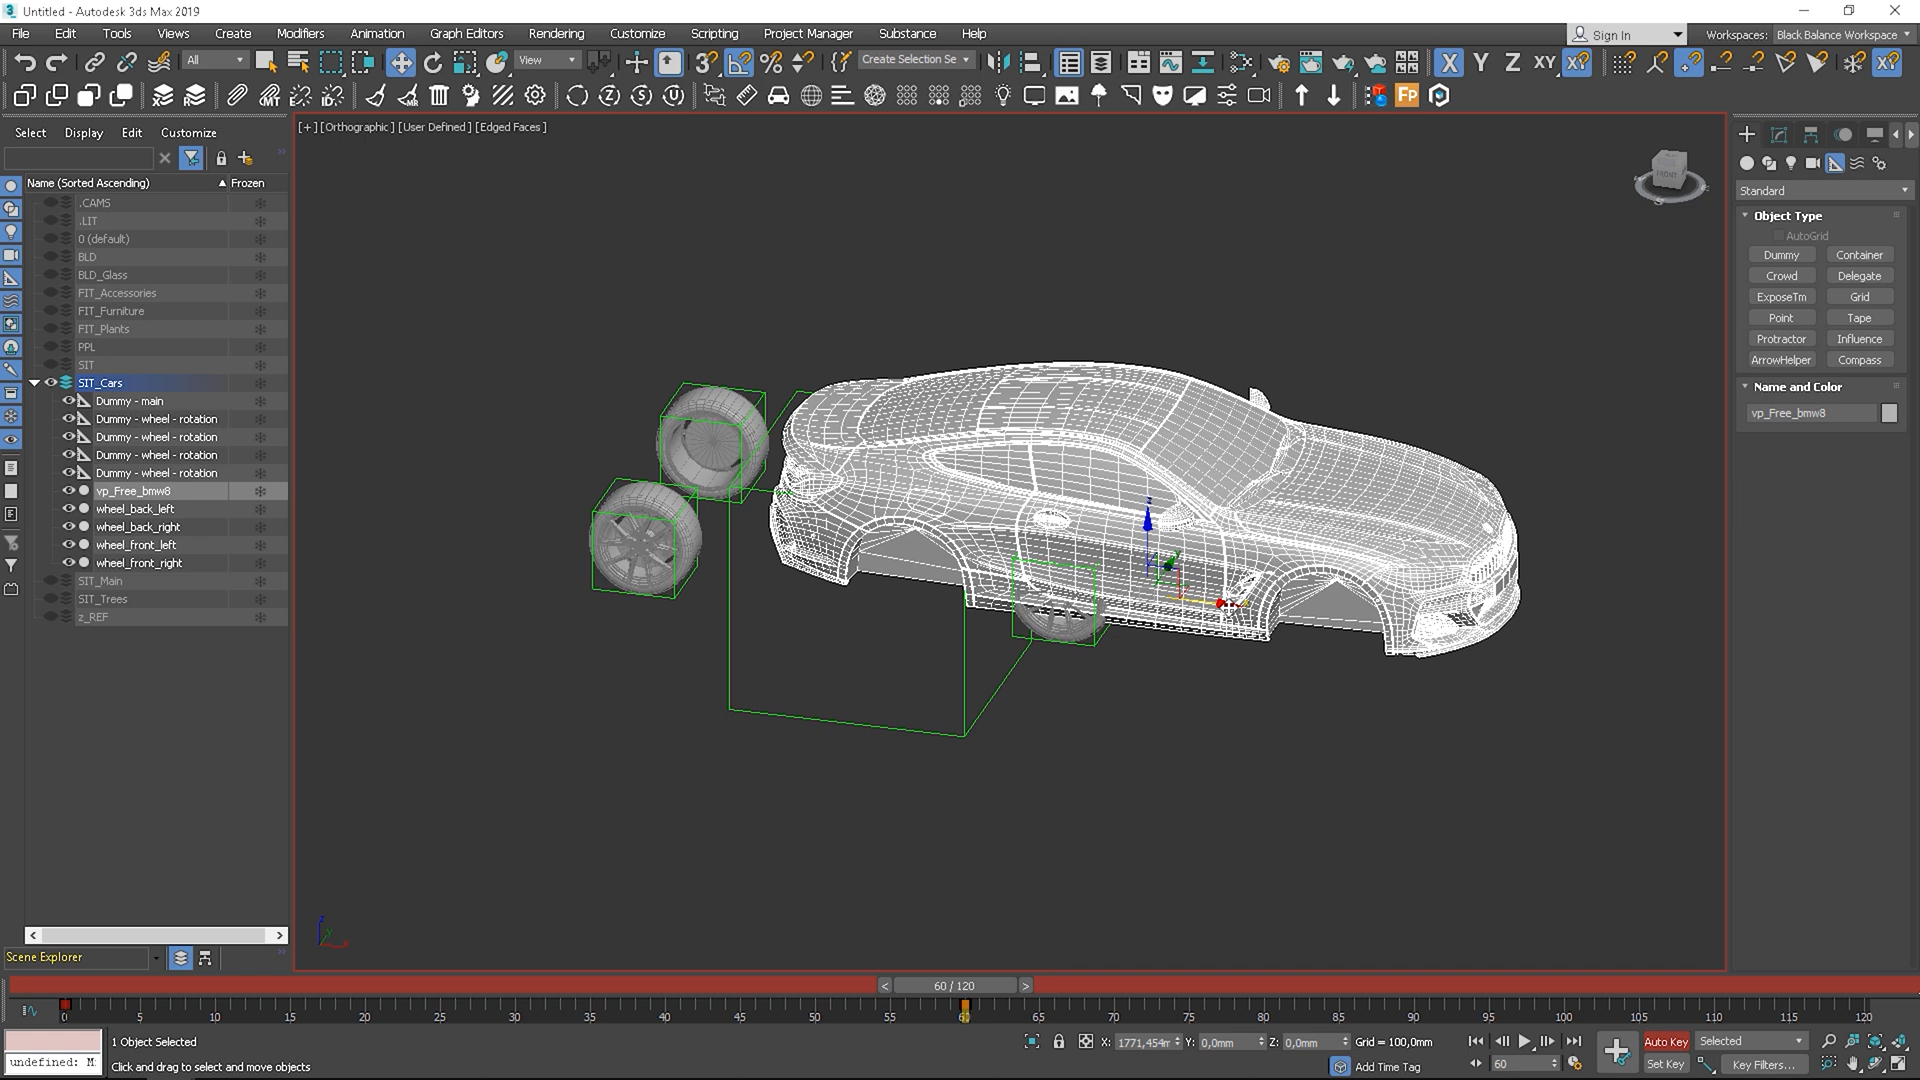 Untitled - Autodesk 3ds Max 2019
File Edit Tools Views Create Modifiers Animation Graph Editors Rendering Customize Scripting Project Manager Substance Help
Sign In Workspaces: Black Balance Workspace
All View Create Selection Se X Y Z XY
FP
Select Display Edit Customize
[+] [Orthographic ] [User Defined ] [Edged Faces ]
Name (Sorted Ascending) Frozen
.CAMS
.LIT
0 (default)
BLD
BLD_Glass
FIT_Accessories
FIT_Furniture
FIT_Plants
PPL
SIT
SIT_Cars
Dummy - main
Dummy - wheel - rotation
Dummy - wheel - rotation
Dummy - wheel - rotation
Dummy - wheel - rotation
vp_Free_bmw8
wheel_back_left
wheel_back_right
wheel_front_left
wheel_front_right
SIT_Main
SIT_Trees
z_REF
Scene Explorer
FRONT
Standard
Object Type
AutoGrid
Dummy Container
Crowd Delegate
ExposeTm Grid
Point Tape
Protractor Influence
ArrowHelper Compass
Name and Color
vp_Free_bmw8
< 60 / 120 >
0 5 10 15 20 25 30 35 40 45 50 55 60 65 70 75 80 85 90 95 100 105 110 115 120
1 Object Selected
undefined: M:
Click and drag to select and move objects
X: 1771,454m Y: 0,0mm Z: 0,0mm Grid = 100,0mm
Add Time Tag
60
Auto Key Selected
Set Key Key Filters...